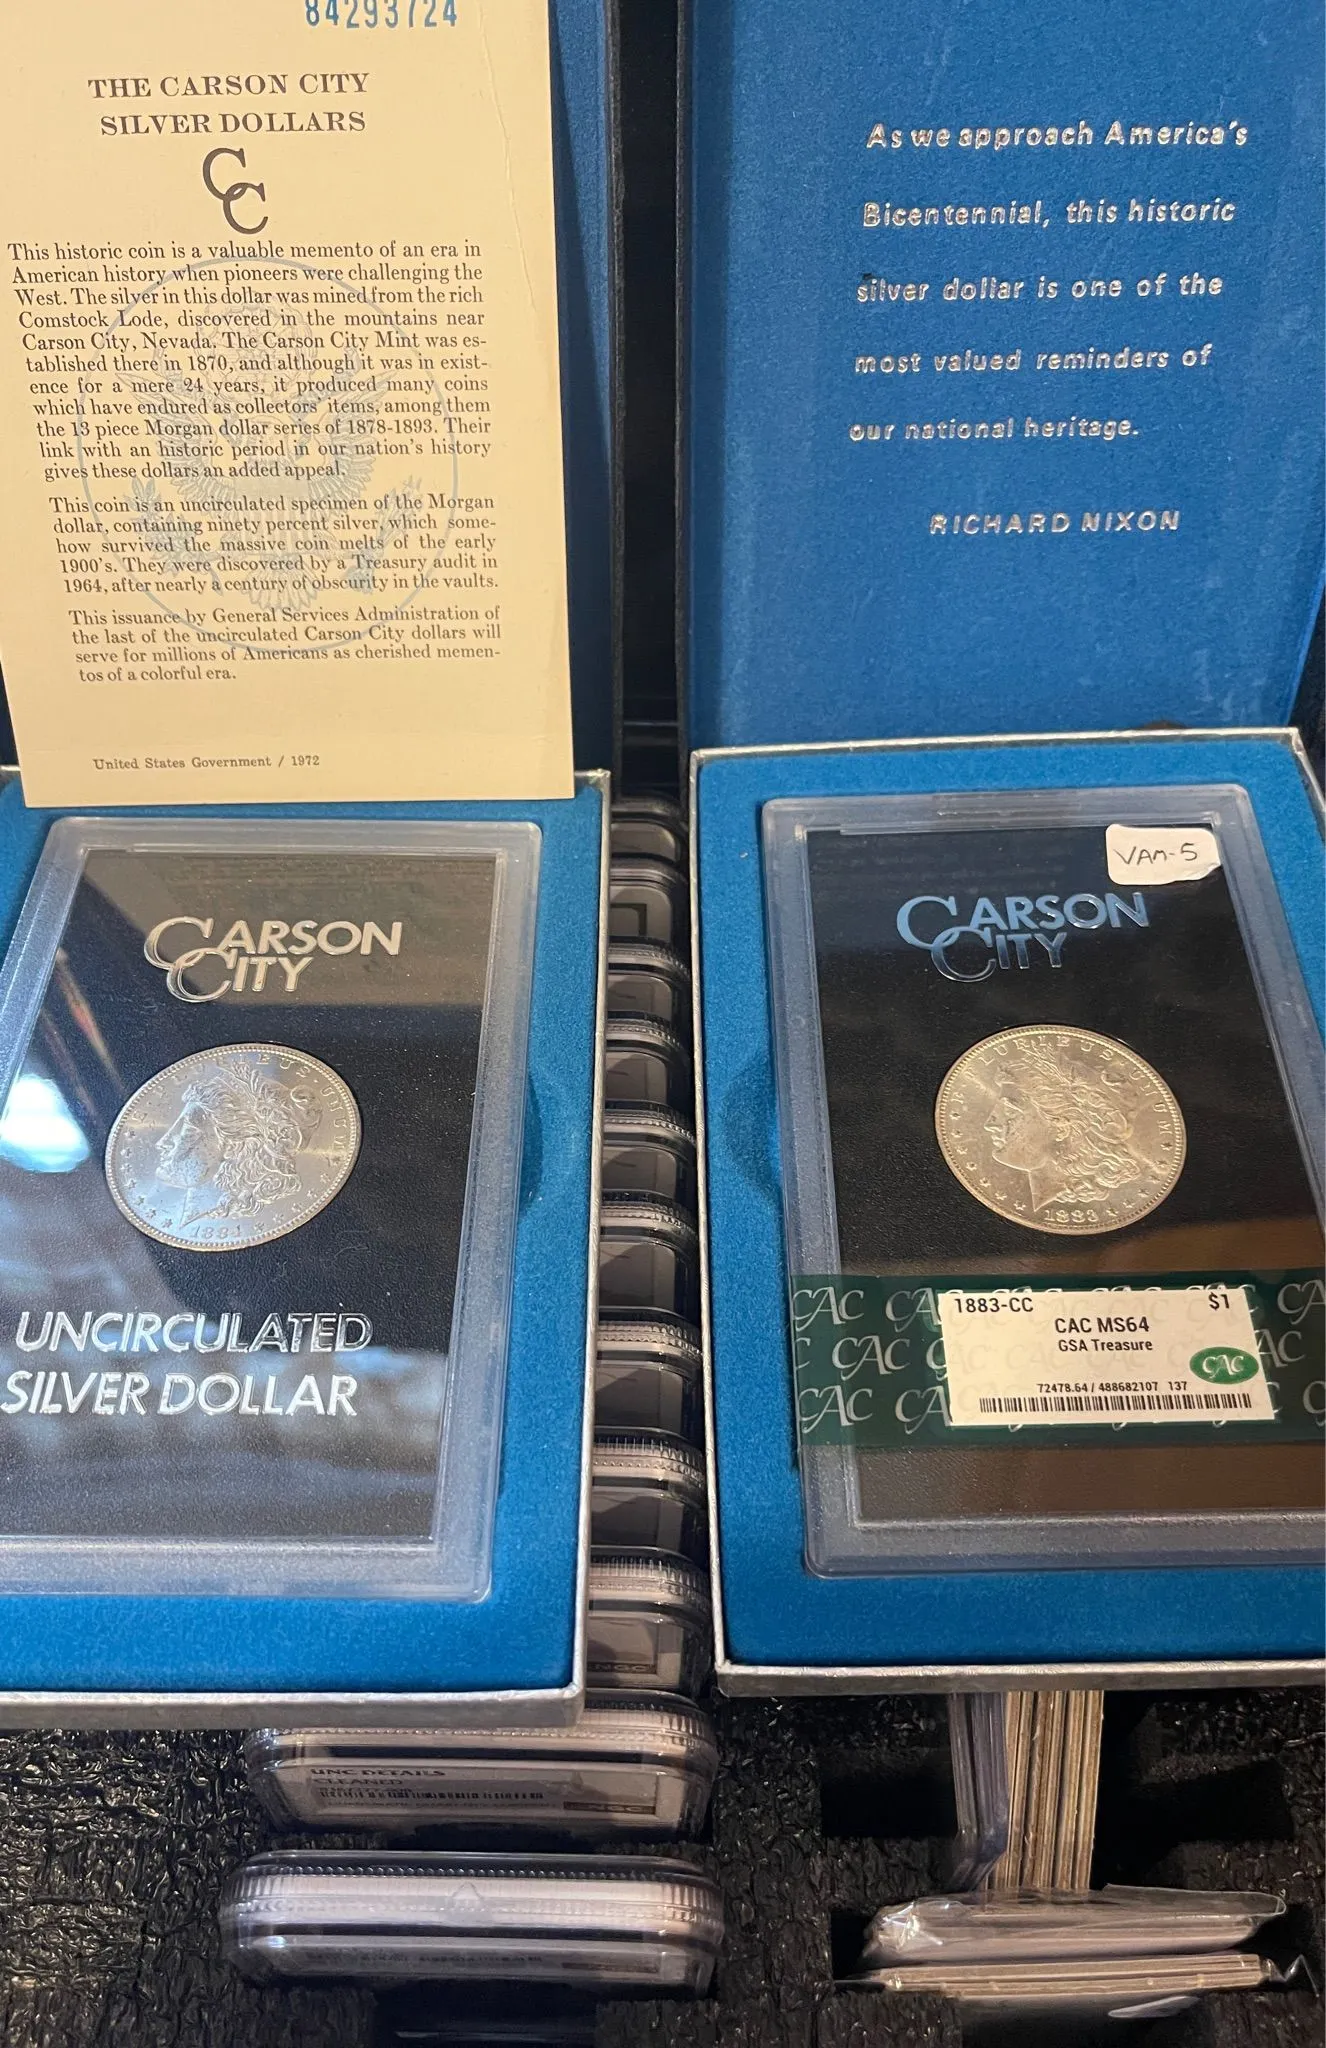 84293724
THE CARSON CITY
SILVER DOLLARS
CC
This historic coin is a valuable memento of an era in
American history when pioneers were challenging the
West. The silver in this dollar was mined from the rich
Comstock Lode, discovered in the mountains near
Carson City, Nevada. The Carson City Mint was es-
tablished there in 1870, and although it was in exist-
ence for a mere 24 years, it produced many coins
which have endured as collectors' items, among them
the 13 piece Morgan dollar series of 1878-1893. Their
link with an historic period in our nation's history
gives these dollars an added appeal.
This coin is an uncirculated specimen of the Morgan
dollar, containing ninety percent silver, which some-
how survived the massive coin melts of the early
1900's. They were discovered by a Treasury audit in
1964, after nearly a century of obscurity in the vaults.
This issuance by General Services Administration of
the last of the uncirculated Carson City dollars will
serve for millions of Americans as cherished memen-
tos of a colorful era.
United States Government / 1972
CARSON
CITY
E PLURIBUS UNUM
1884
UNCIRCULATED
SILVER DOLLAR
As we approach America's
Bicentennial, this historic
silver dollar is one of the
most valued reminders of
our national heritage.
RICHARD NIXON
VAM-5
CARSON
CITY
E PLURIBUS UNUM
1883
1883-CC $1
CAC MS64
GSA Treasure
CAC
72478.64 / 488682107 137
NGC
UNC DETAILS
CLEANED
NGC